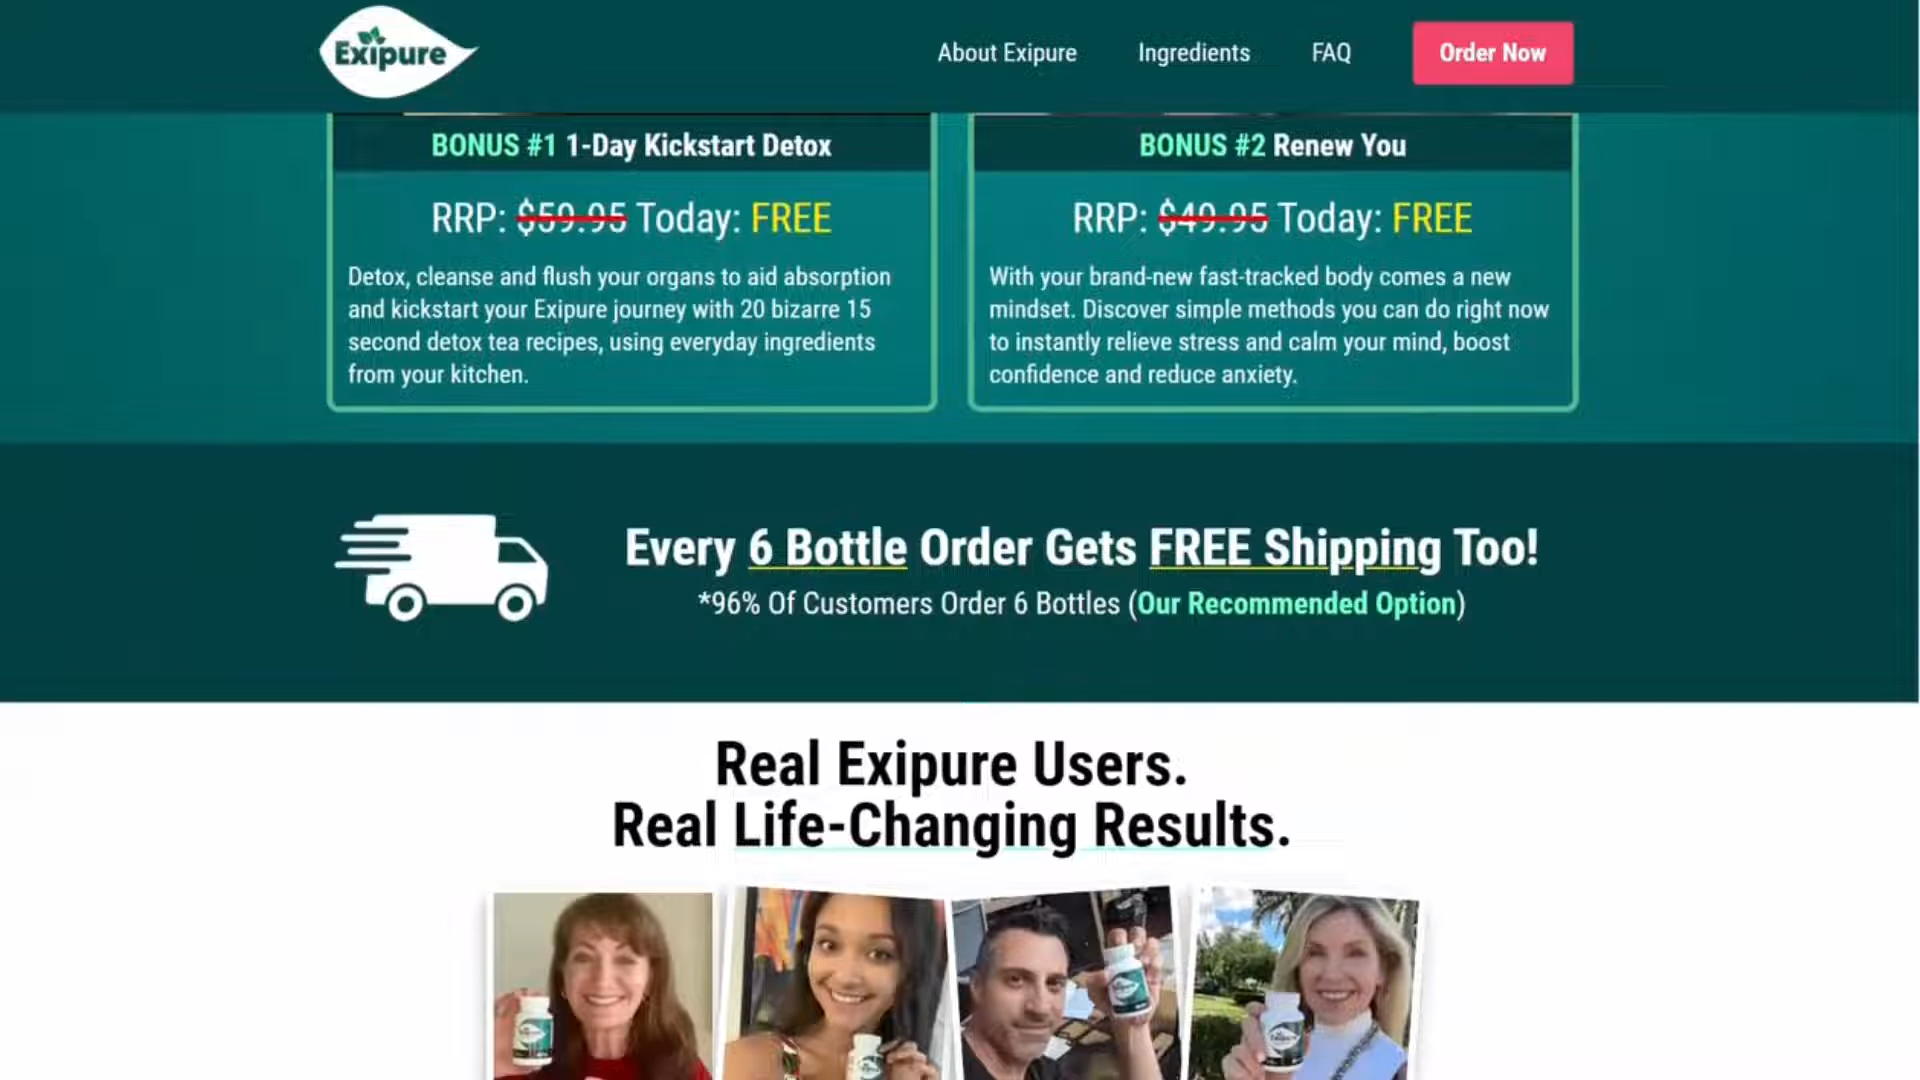 Exipure
About Exipure
Ingredients
FAQ
Order Now
BONUS #1 1-Day Kickstart Detox
RRP: $59.95 Today: FREE
Detox, cleanse and flush your organs to aid absorption
and kickstart your Exipure journey with 20 bizarre 15
second detox tea recipes, using everyday ingredients
from your kitchen.
BONUS #2 Renew You
RRP: $49.95 Today: FREE
With your brand-new fast-tracked body comes a new
mindset. Discover simple methods you can do right now
to instantly relieve stress and calm your mind, boost
confidence and reduce anxiety.
Every 6 Bottle Order Gets FREE Shipping Too!
*96% Of Customers Order 6 Bottles (Our Recommended Option)
Real Exipure Users.
Real Life-Changing Results.
Exipure
Exipure
Exipure
Exipure